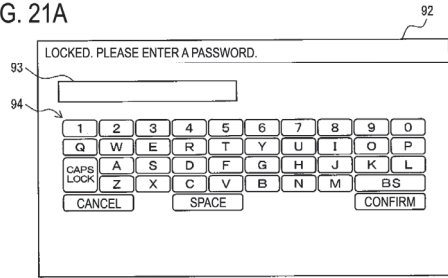 G. 21A
92
LOCKED. PLEASE ENTER A PASSWORD.
93
94
1 2 3 4 5 6 7 8 9 0
Q W E R T Y U I O P
CAPS LOCK
A S D F G H J K L
Z X C V B N M BS
CANCEL SPACE CONFIRM